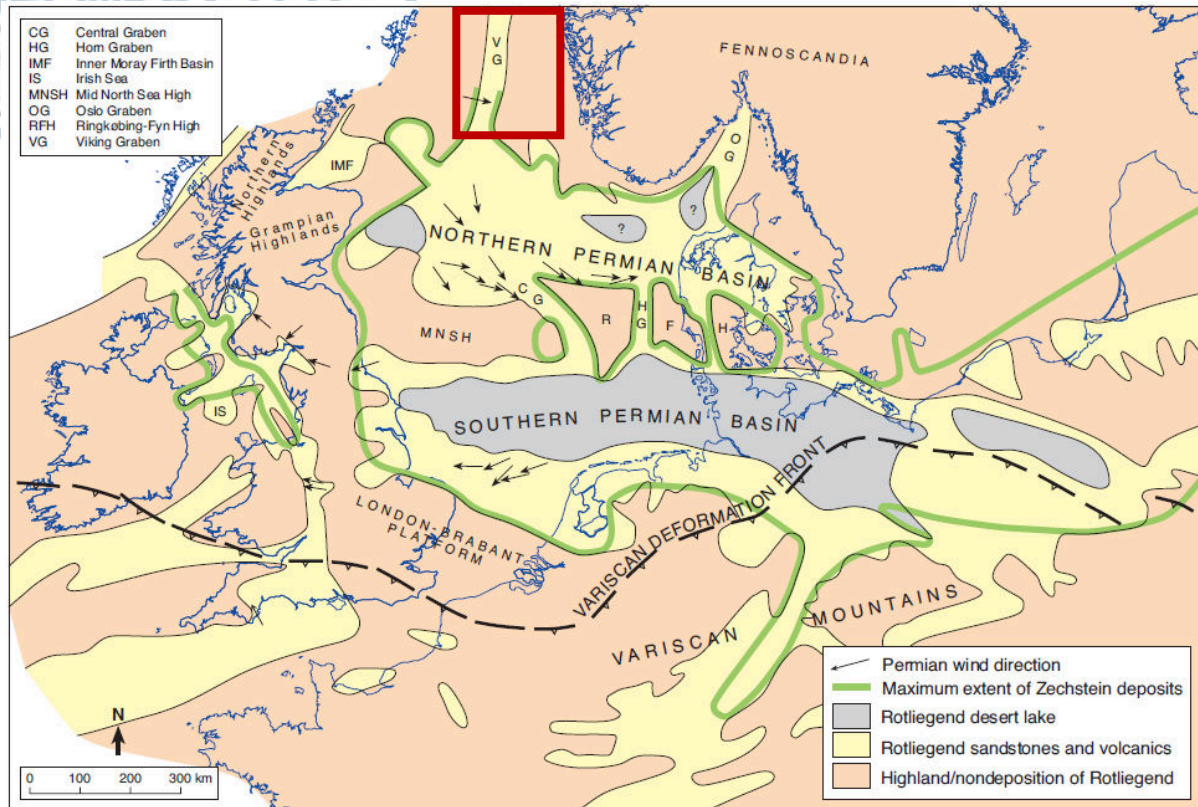 CG Central Graben
HG Horn Graben
IMF Inner Moray Firth Basin
IS Irish Sea
MNSH Mid North Sea High
OG Oslo Graben
RFH Ringkøbing-Fyn High
VG Viking Graben
VG
FENNOSCANDIA
OG
IMF
Northern Highlands
Grampian Highlands
?
?
NORTHERN PERMIAN BASIN
CG
HG
R
F
H
MNSH
IS
SOUTHERN PERMIAN BASIN
LONDON-BRABANT
PLATFORM
VARISCAN DEFORMATION FRONT
VARISCAN MOUNTAINS
N
0 100 200 300 km
Permian wind direction
Maximum extent of Zechstein deposits
Rotliegend desert lake
Rotliegend sandstones and volcanics
Highland/nondeposition of Rotliegend